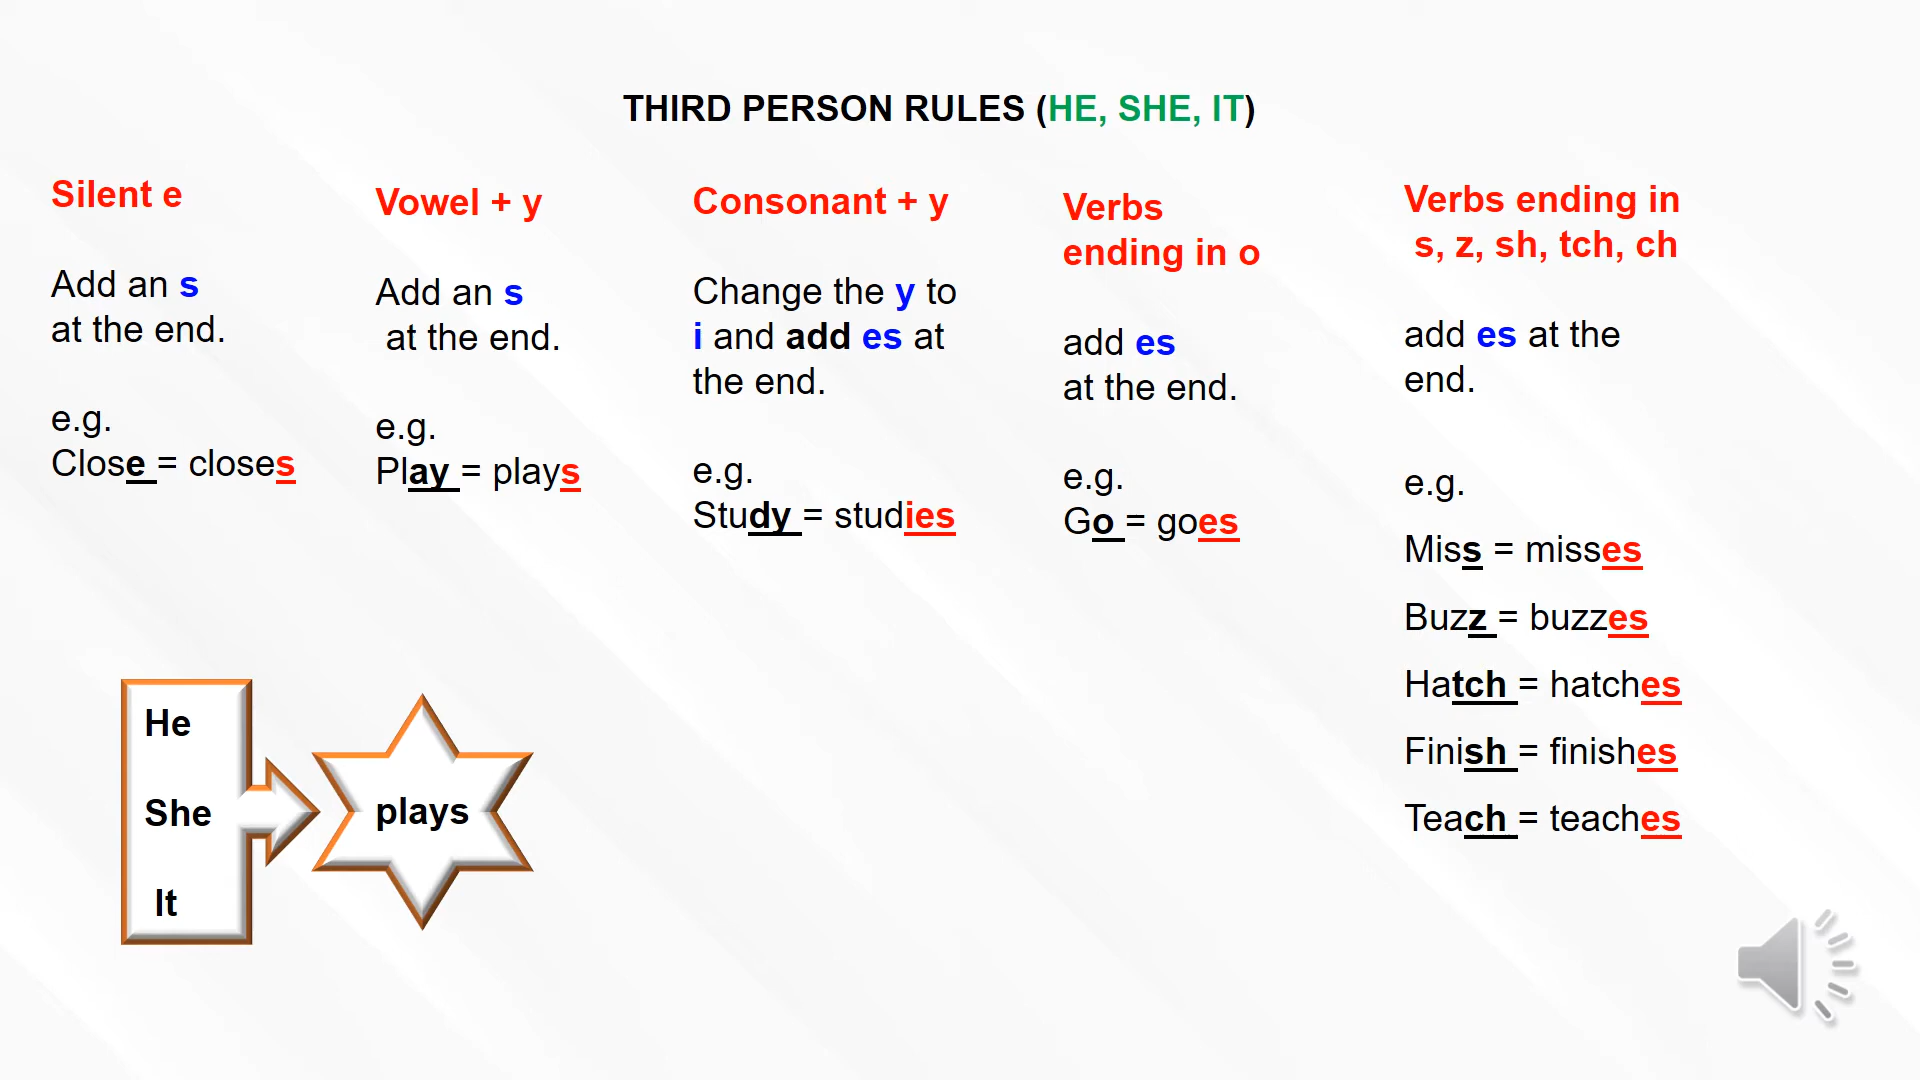 THIRD PERSON RULES (HE, SHE, IT)
Silent e
Add an s
at the end.
e.g.
Close = closes
Vowel + y
Add an s
at the end.
e.g.
Play = plays
Consonant + y
Change the y to
i and add es at
the end.
e.g.
Study = studies
Verbs
ending in o
add es
at the end.
e.g.
Go = goes
Verbs ending in
s, z, sh, tch, ch
add es at the
end.
e.g.
Miss = misses
Buzz = buzzes
Hatch = hatches
Finish = finishes
Teach = teaches
He
She
It
plays